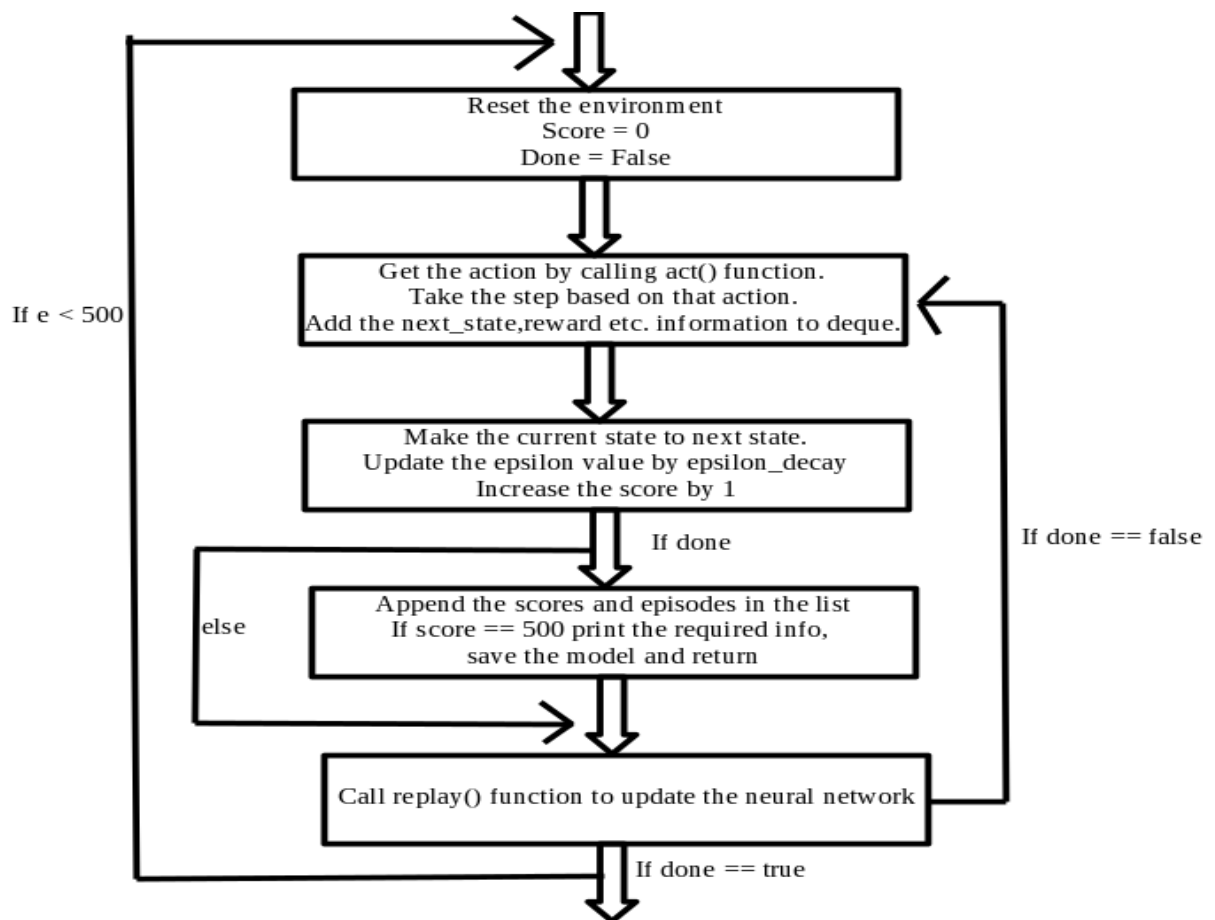 Reset the environment
Score = 0
Done = False
Get the action by calling act() function.
Take the step based on that action.
Add the next_state,reward etc. information to deque.
If e < 500
Make the current state to next state.
Update the epsilon value by epsilon_decay
Increase the score by 1
If done
If done == false
Append the scores and episodes in the list
If score == 500 print the required info,
save the model and return
else
Call replay() function to update the neural network
If done == true